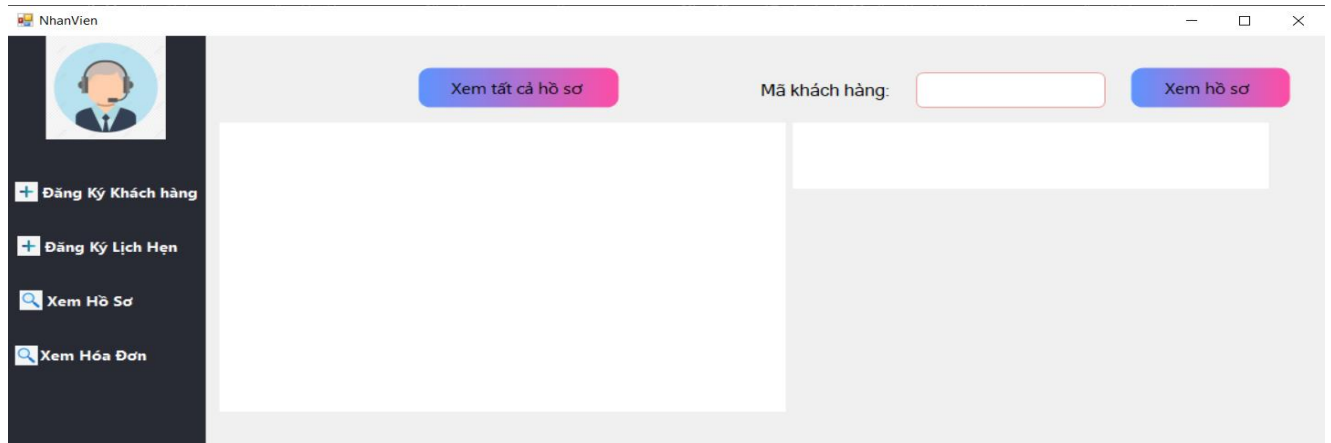 NhanVien
Xem tất cả hồ sơ
Mã khách hàng:
Xem hồ sơ
Đăng Ký Khách hàng
Đăng Ký Lịch Hẹn
Xem Hồ Sơ
Xem Hóa Đơn